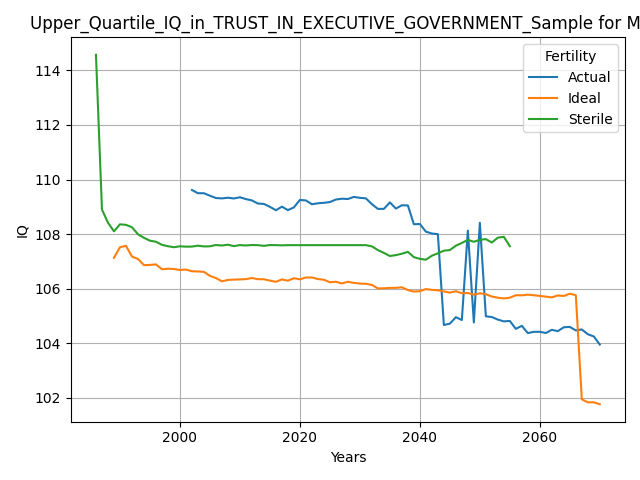 Upper_Quartile_IQ_in_TRUST_IN_EXECUTIVE_GOVERNMENT_Sample for M
Fertility
Actual
Ideal
Sterile
114
112
110
108
106
104
102
IQ
2000
2020
2040
2060
Years